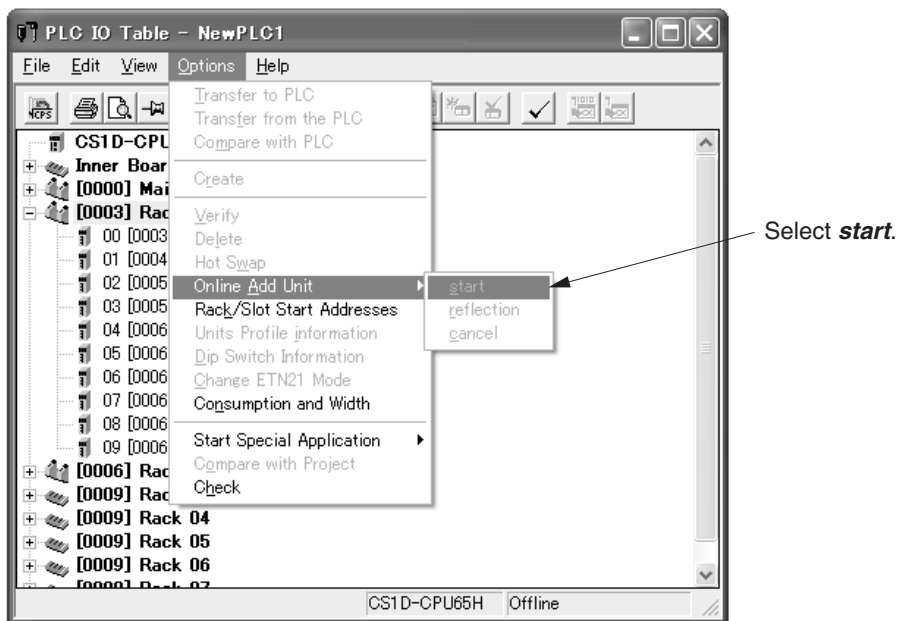 PLC IO Table - NewPLC1
File Edit View Options Help
NCPS
CS1D-CPU
Inner Boar
[0000] Mai
[0003] Rac
00 [0003
01 [0004
02 [0005
03 [0005
04 [0006
05 [0006
06 [0006
07 [0006
08 [0006
09 [0006
[0006] Rac
[0009] Rac
[0009] Rack 04
[0009] Rack 05
[0009] Rack 06
Transfer to PLC
Transfer from the PLC
Compare with PLC
Create
Verify
Delete
Hot Swap
Online Add Unit
Rack/Slot Start Addresses
Units Profile information
Dip Switch Information
Change ETN21 Mode
Consumption and Width
Start Special Application
Compare with Project
Check
start
reflection
cancel
Select start.
CS1D-CPU65H Offline